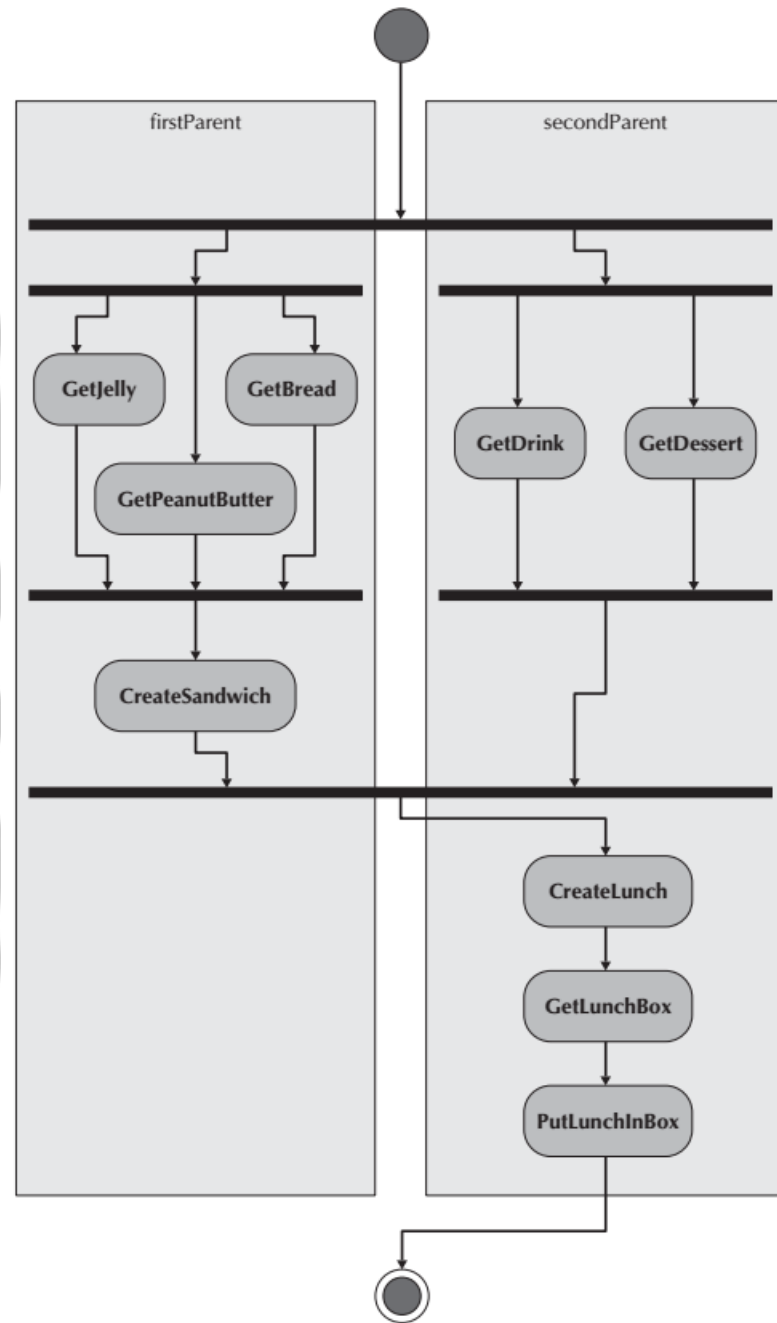 firstParent
secondParent
GetJelly
GetBread
GetDrink
GetDessert
GetPeanutButter
CreateSandwich
CreateLunch
GetLunchBox
PutLunchInBox